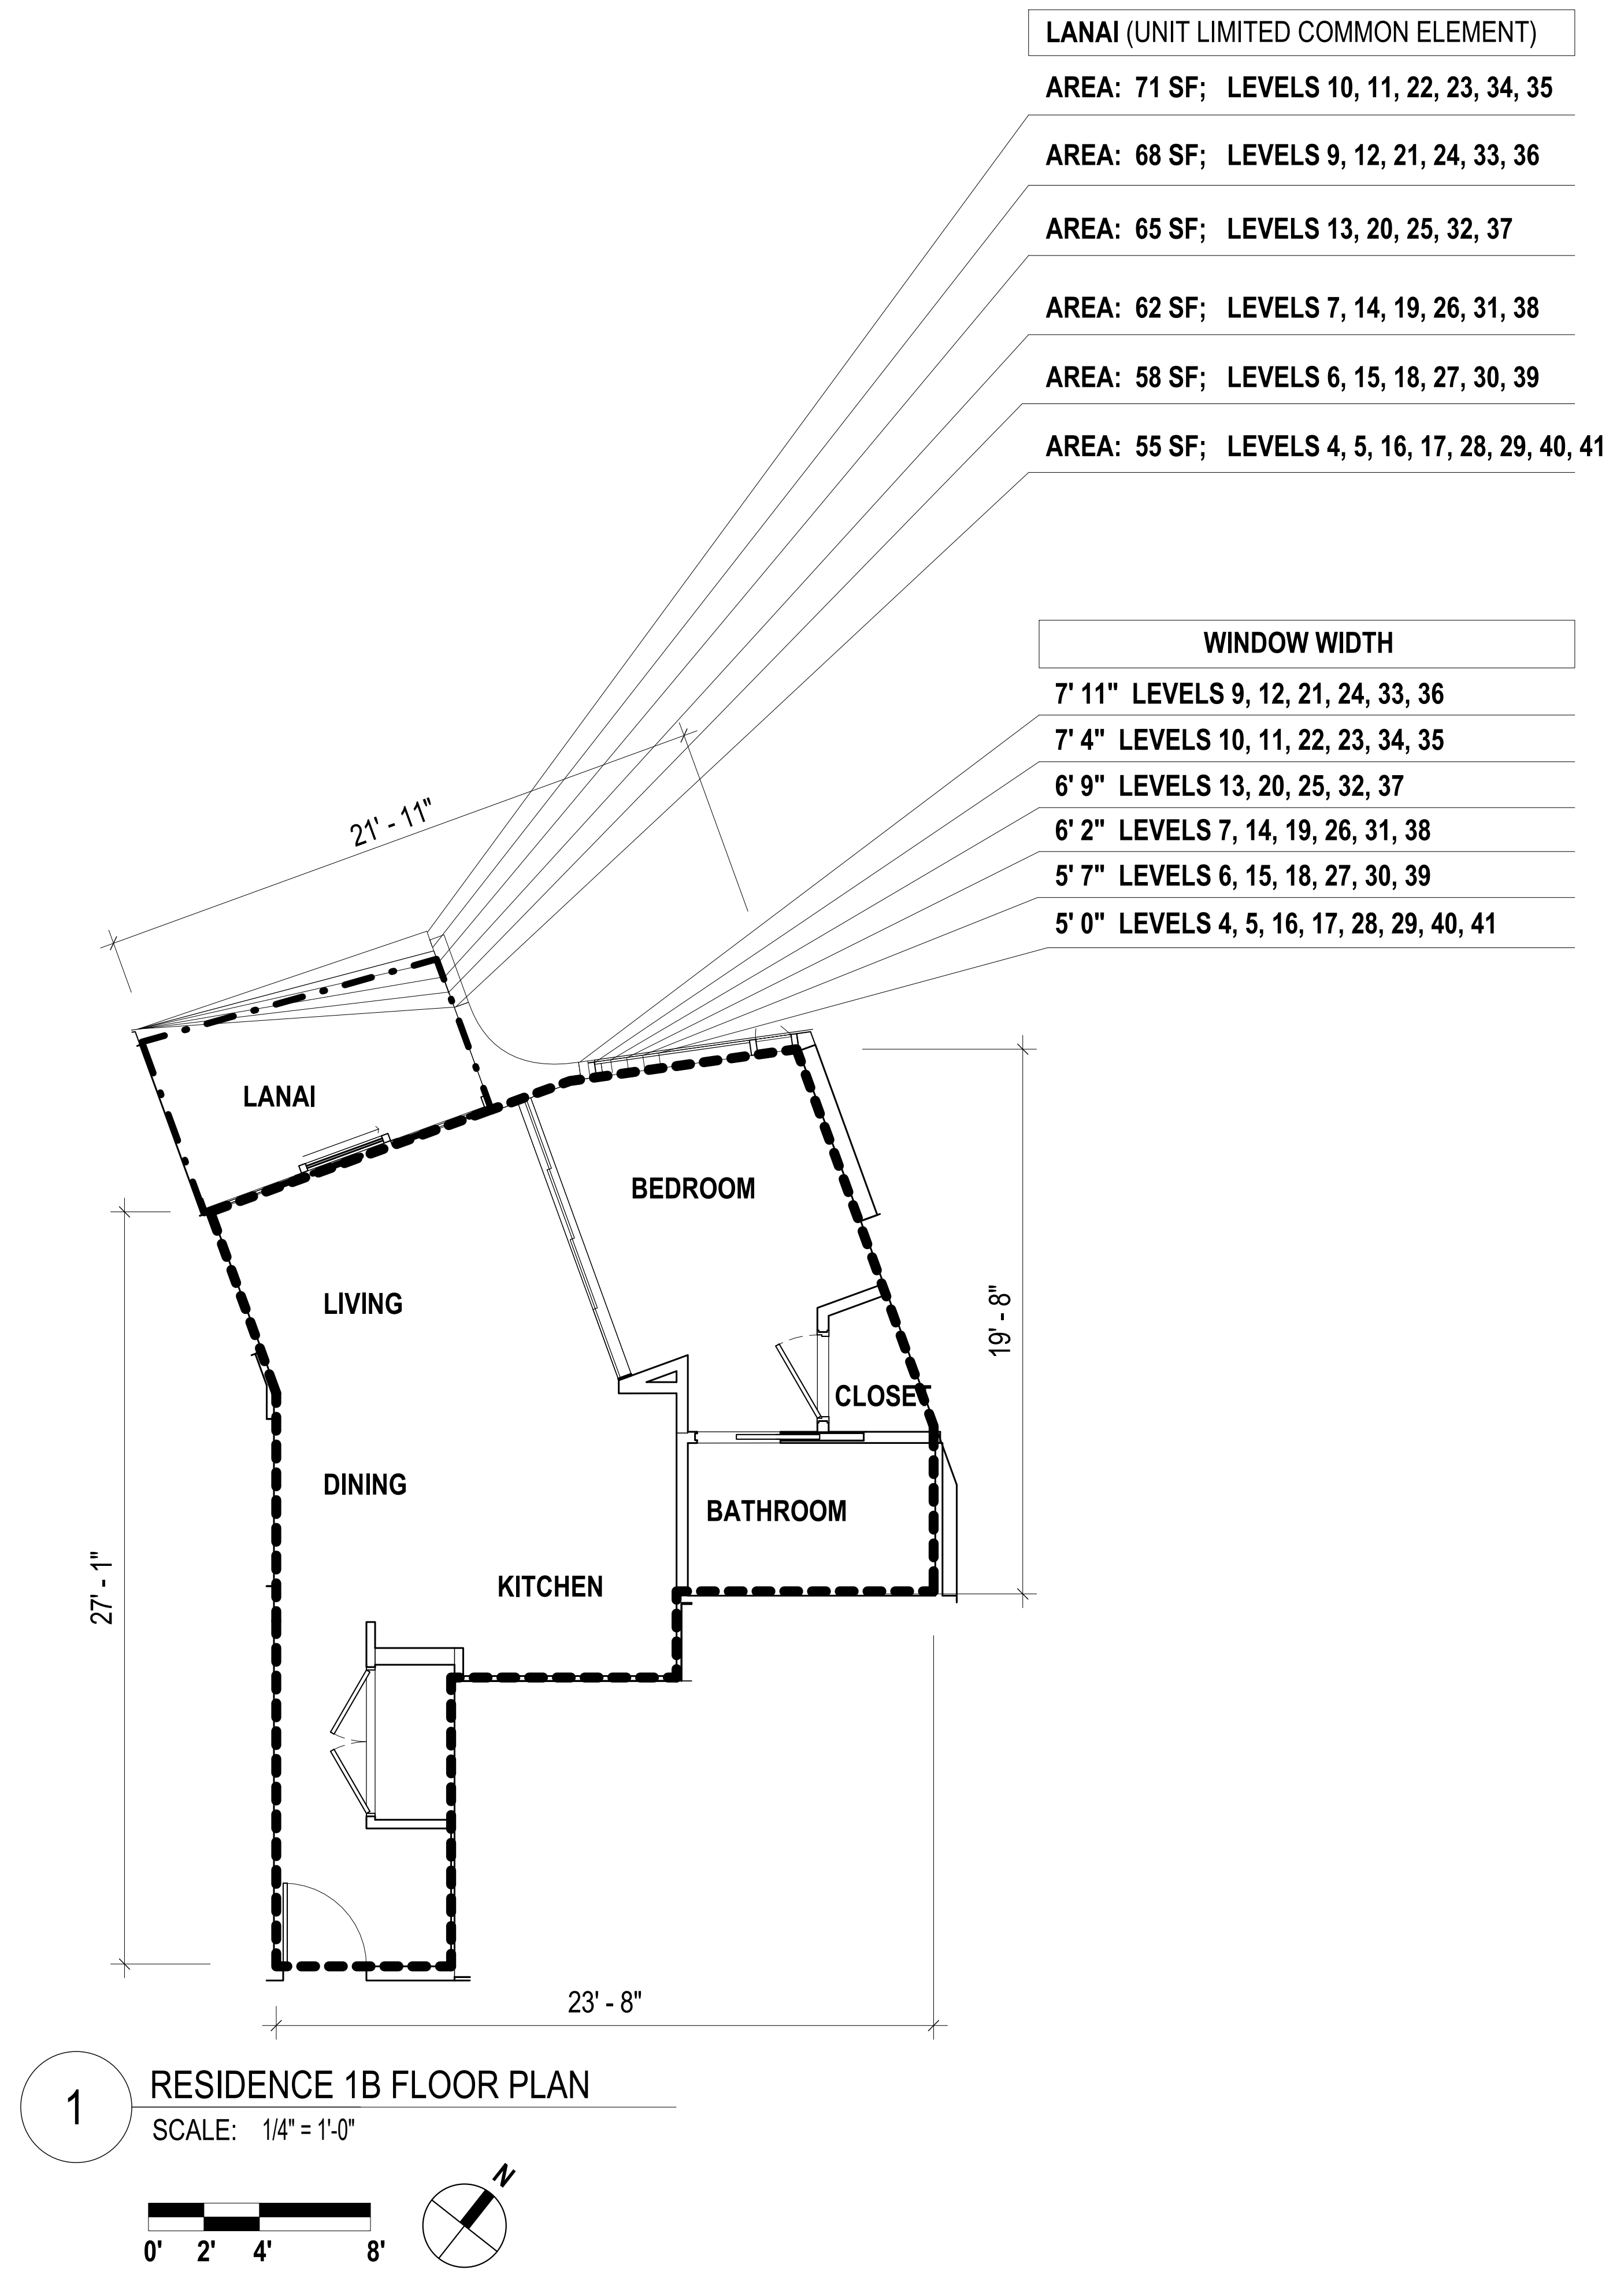 LANAI (UNIT LIMITED COMMON ELEMENT)
AREA: 71 SF; LEVELS 10, 11, 22, 23, 34, 35
AREA: 68 SF; LEVELS 9, 12, 21, 24, 33, 36
AREA: 65 SF; LEVELS 13, 20, 25, 32, 37
AREA: 62 SF; LEVELS 7, 14, 19, 26, 31, 38
AREA: 58 SF; LEVELS 6, 15, 18, 27, 30, 39
AREA: 55 SF; LEVELS 4, 5, 16, 17, 28, 29, 40, 41
WINDOW WIDTH
7' 11" LEVELS 9, 12, 21, 24, 33, 36
7' 4" LEVELS 10, 11, 22, 23, 34, 35
6' 9" LEVELS 13, 20, 25, 32, 37
6' 2" LEVELS 7, 14, 19, 26, 31, 38
5' 7" LEVELS 6, 15, 18, 27, 30, 39
5' 0" LEVELS 4, 5, 16, 17, 28, 29, 40, 41
21' - 11"
LANAI
BEDROOM
LIVING
19' - 8"
CLOSET
DINING
BATHROOM
KITCHEN
27' - 1"
23' - 8"
1
RESIDENCE 1B FLOOR PLAN
SCALE: 1/4" = 1'-0"
N
0' 2' 4' 8'